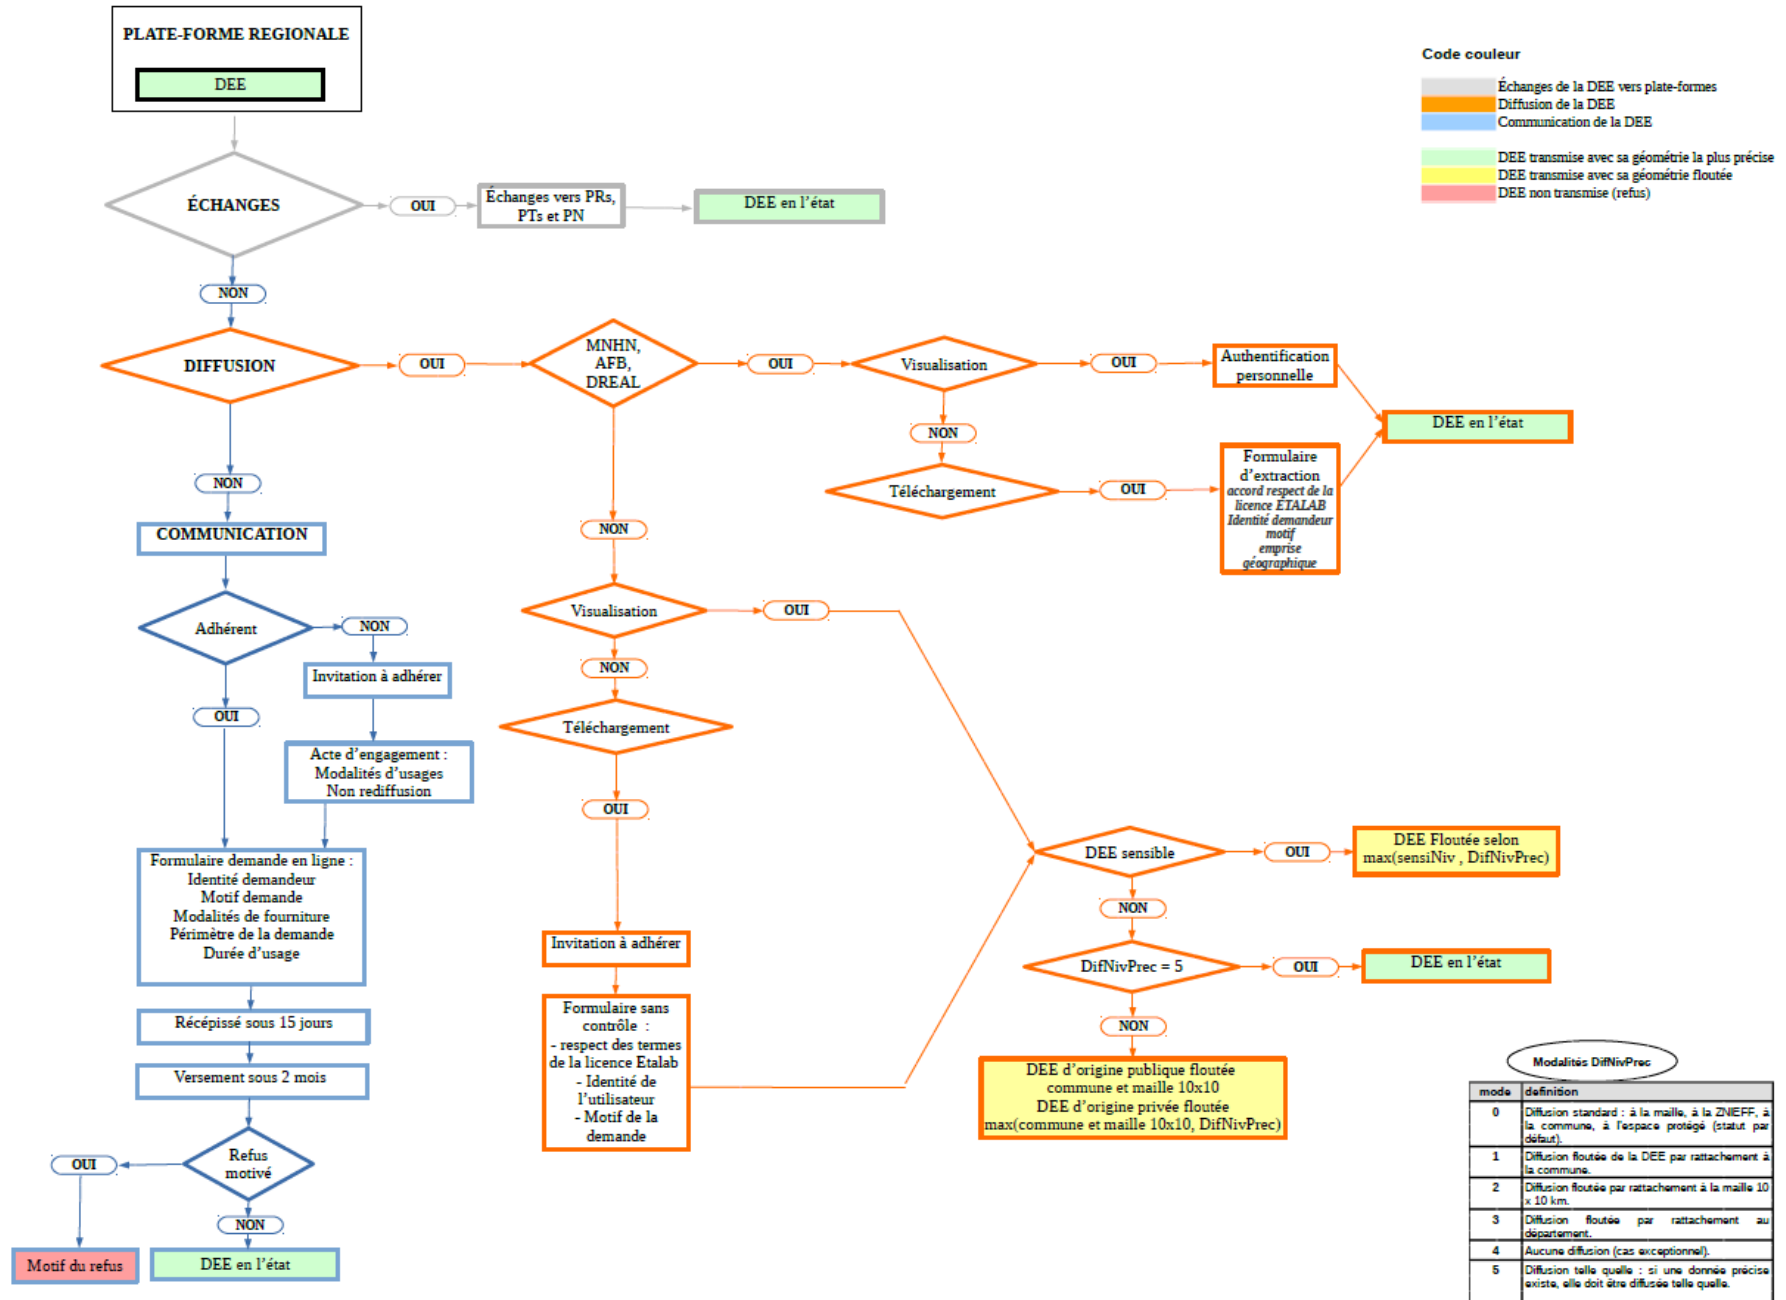 PLATE-FORME REGIONALE
DEE
Code couleur
Échanges de la DEE vers plate-formes
Diffusion de la DEE
Communication de la DEE
DEE transmise avec sa géométrie la plus précise
DEE transmise avec sa géométrie floutée
DEE non transmise (refus)
ÉCHANGES
OUI
Échanges vers PRs,
PTs et PN
DEE en l'état
NON
DIFFUSION
OUI
MNHN,
AFB,
DREAL
OUI
Visualisation
OUI
Authentification
personnelle
DEE en l'état
NON
Téléchargement
OUI
Formulaire
d'extraction
accord respect de la
licence ETALAB
Identité demandeur
motif
emprise
géographique
NON
COMMUNICATION
Adhérent
NON
Invitation à adhérer
OUI
Acte d'engagement :
Modalités d'usages
Non rediffusion
Formulaire demande en ligne :
Identité demandeur
Motif demande
Modalités de fourniture
Périmètre de la demande
Durée d'usage
Récépissé sous 15 jours
Versement sous 2 mois
Refus
motivé
OUI
NON
Motif du refus
DEE en l'état
NON
Visualisation
OUI
NON
Téléchargement
OUI
Invitation à adhérer
Formulaire sans
contrôle :
- respect des termes
de la licence Etalab
- Identité de
l'utilisateur
- Motif de la
demande
DEE sensible
OUI
DEE Floutée selon
max(sensiNiv , DifNivPrec)
NON
DifNivPrec = 5
OUI
DEE en l'état
NON
DEE d'origine publique floutée
commune et maille 10x10
DEE d'origine privée floutée
max(commune et maille 10x10, DifNivPrec)
Modalités DifNivPrec
mode definition
0 Diffusion standard : à la maille, à la ZNIEFF, à
la commune, à l'espace protégé (statut par
défaut).
1 Diffusion floutée de la DEE par rattachement à
la commune.
2 Diffusion floutée par rattachement à la maille 10
x 10 km.
3 Diffusion floutée par rattachement au
département.
4 Aucune diffusion (cas exceptionnel).
5 Diffusion telle quelle : si une donnée précise
existe, elle doit être diffusée telle quelle.